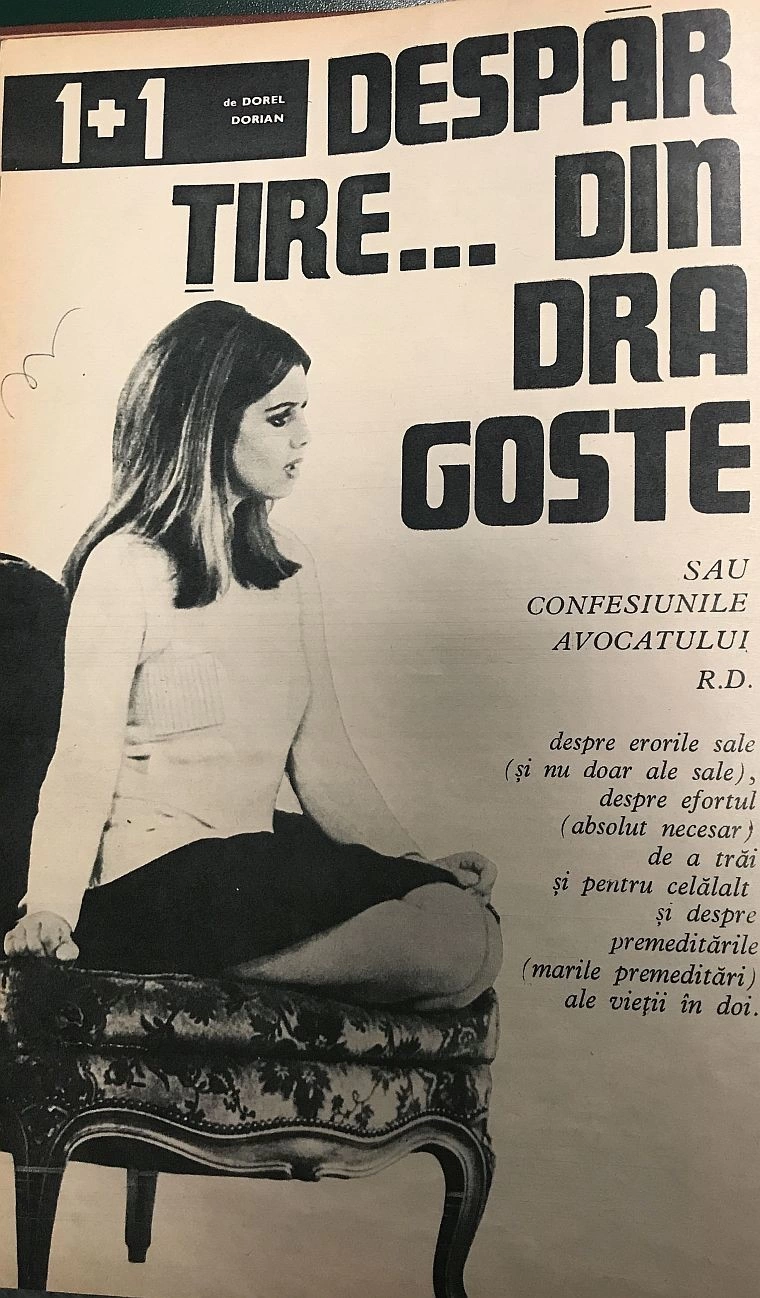 1+1
de DOREL
DORIAN
DESPĂR
ȚIRE... DIN
DRA
GOSTE
SAU
CONFESIUNILE
AVOCATULUI
R.D.
despre erorile sale
(și nu doar ale sale),
despre efortul
(absolut necesar)
de a trăi
și pentru celălalt
și despre
premeditările
(marile premeditări)
ale vieții în doi.